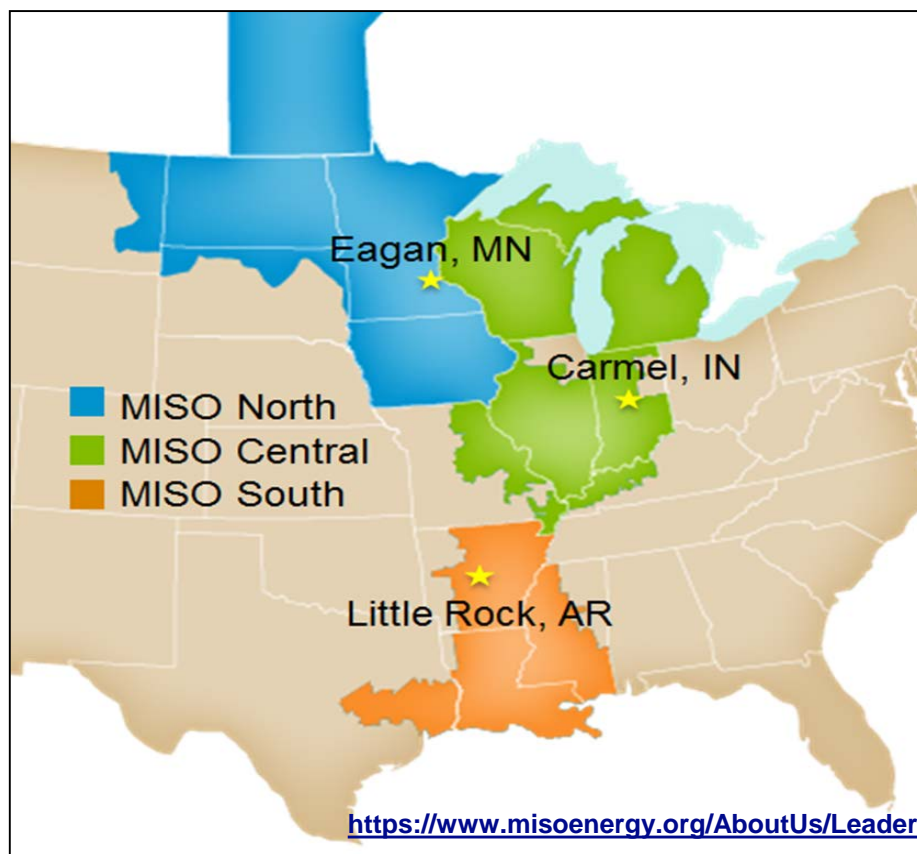 Eagan, MN
Carmel, IN
MISO North
MISO Central
MISO South
Little Rock, AR
https://www.misoenergy.org/AboutUs/Leader